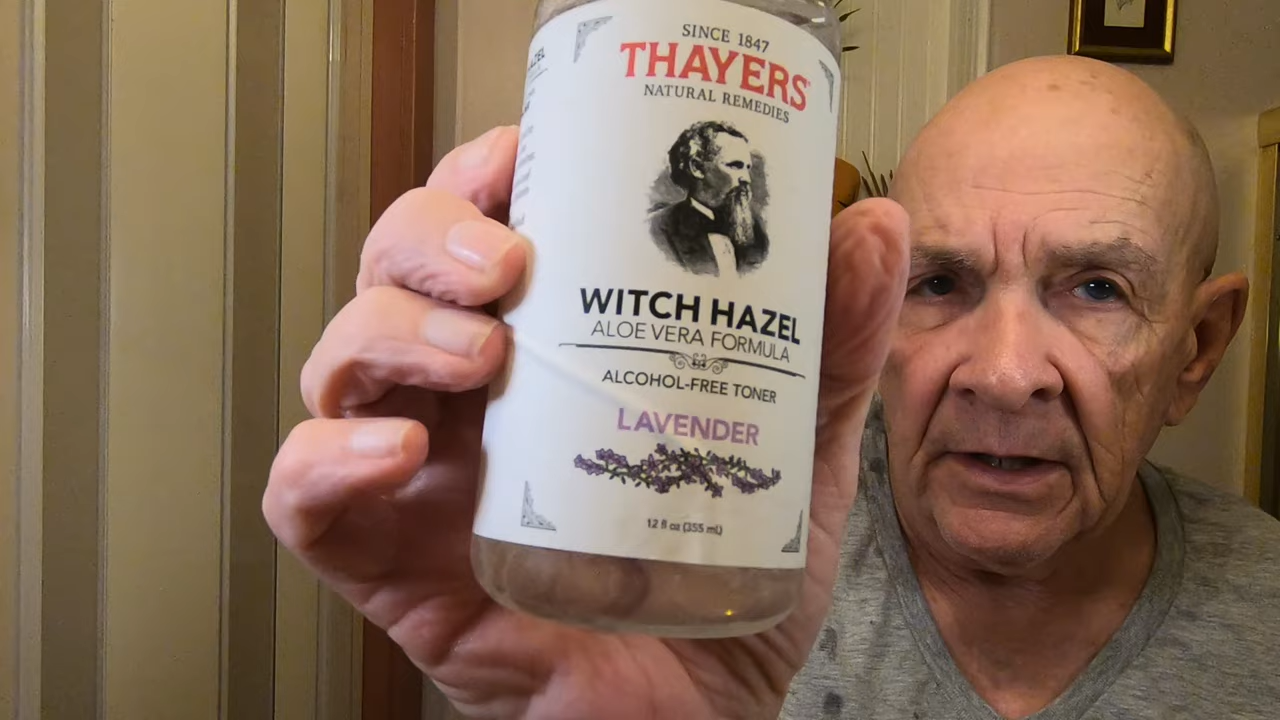 SINCE 1847
THAYERS
NATURAL REMEDIES
WITCH HAZEL
ALOE VERA FORMULA
ALCOHOL-FREE TONER
LAVENDER
12 fl oz (355 mL)